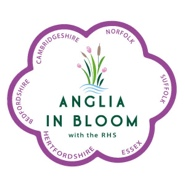 CAMBRIDGESHIRE
NORFOLK
SUFFOLK
ESSEX
HERTFORDSHIRE
BEDFORDSHIRE
ANGLIA
IN BLOOM
with the RHS